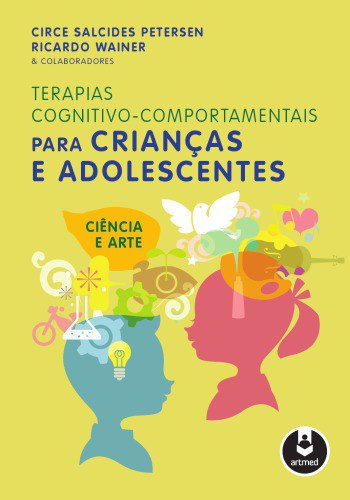 CIRCE SALCIDES PETERSEN
RICARDO WAINER
& COLABORADORES
TERAPIAS
COGNITIVO-COMPORTAMENTAIS
PARA CRIANÇAS
E ADOLESCENTES
CIÊNCIA
E ARTE
artmed